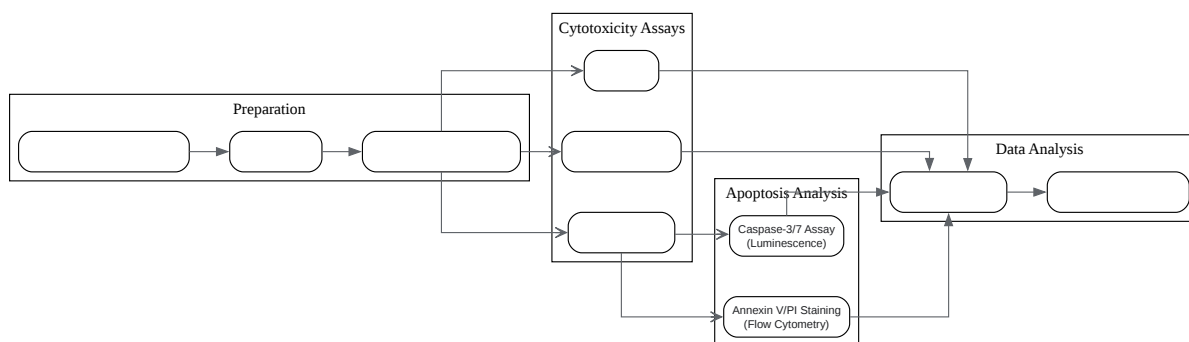 Cytotoxicity Assays
Preparation
Data Analysis
Apoptosis Analysis
Caspase-3/7 Assay
(Luminescence)
Annexin V/PI Staining
(Flow Cytometry)